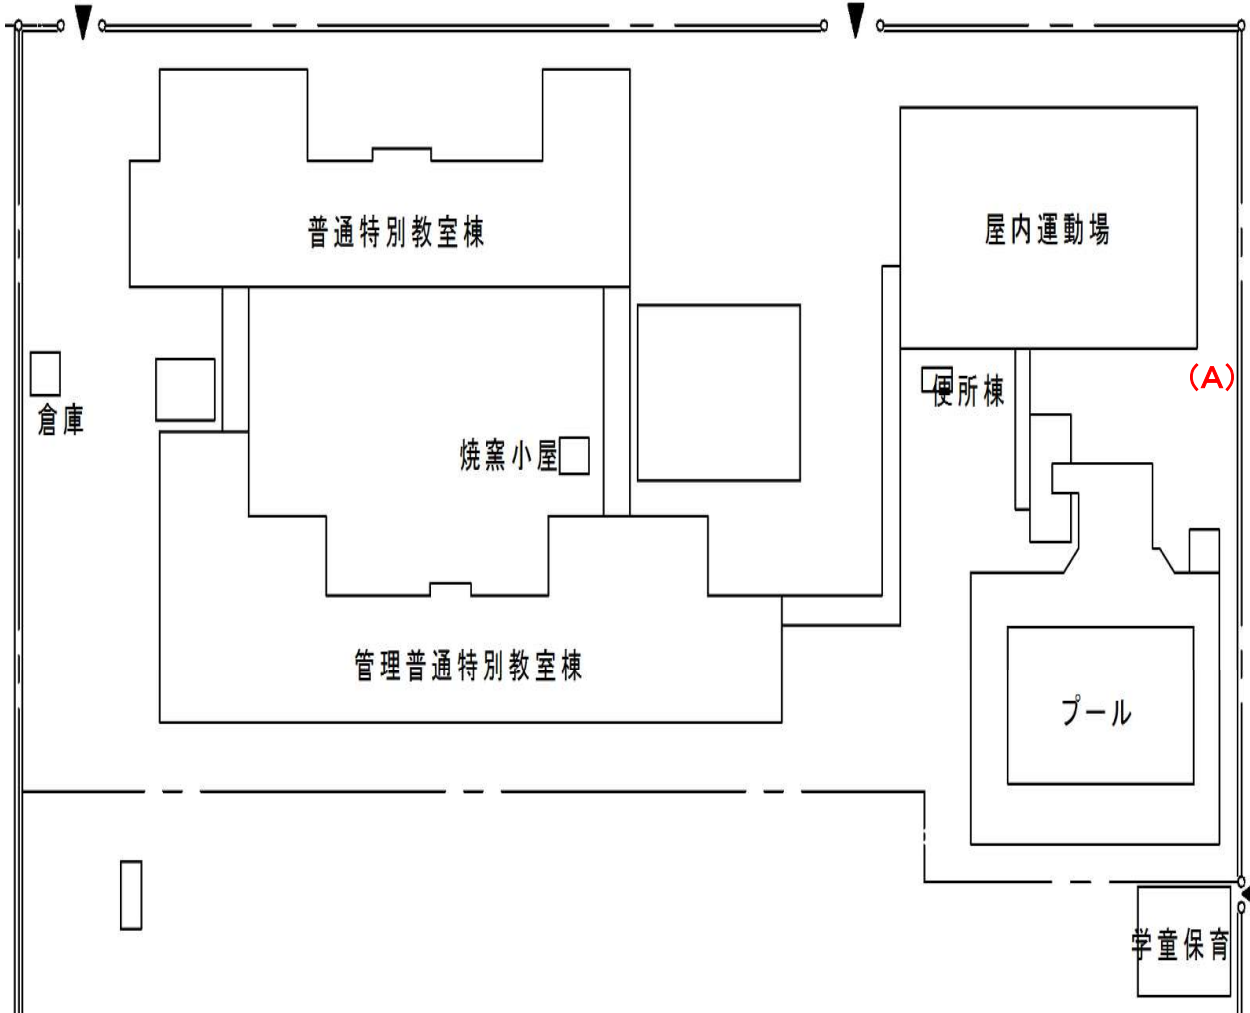 普通特別教室棟
屋内運動場
(A)
便所棟
倉庫
焼窯小屋
管理普通特別教室棟
プール
学童保育